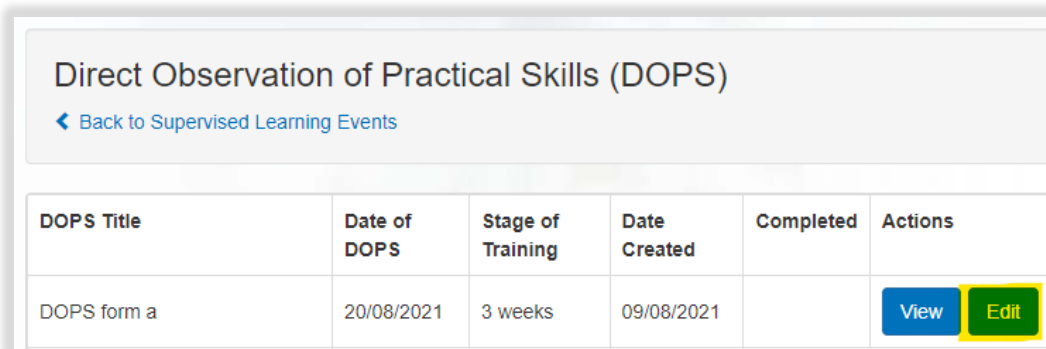 Direct Observation of Practical Skills (DOPS)
Back to Supervised Learning Events
DOPS Title Date of DOPS Stage of Training Date Created Completed Actions
DOPS form a 20/08/2021 3 weeks 09/08/2021 View Edit